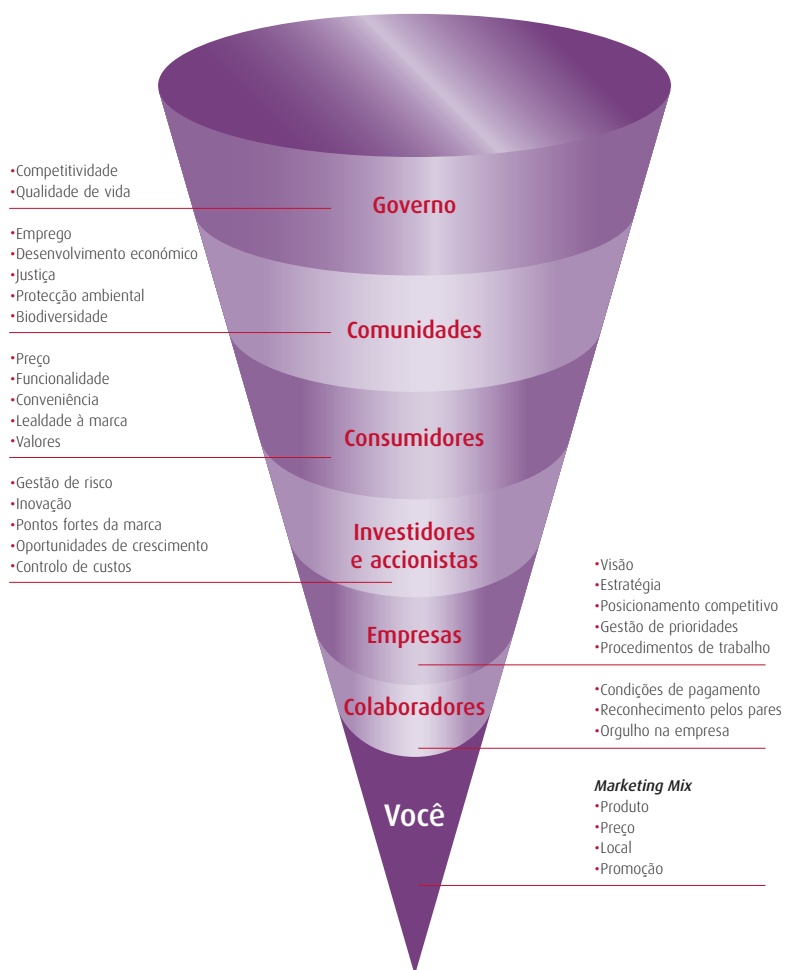 •Competitividade
•Qualidade de vida
Governo
•Emprego
•Desenvolvimento económico
•Justiça
•Protecção ambiental
•Biodiversidade
Comunidades
•Preço
•Funcionalidade
•Conveniência
•Lealdade à marca
•Valores
Consumidores
•Gestão de risco
•Inovação
•Pontos fortes da marca
•Oportunidades de crescimento
•Controlo de custos
Investidores
e accionistas
•Visão
•Estratégia
•Posicionamento competitivo
•Gestão de prioridades
•Procedimentos de trabalho
Empresas
•Condições de pagamento
•Reconhecimento pelos pares
•Orgulho na empresa
Colaboradores
Marketing Mix
•Produto
•Preço
•Local
•Promoção
Você